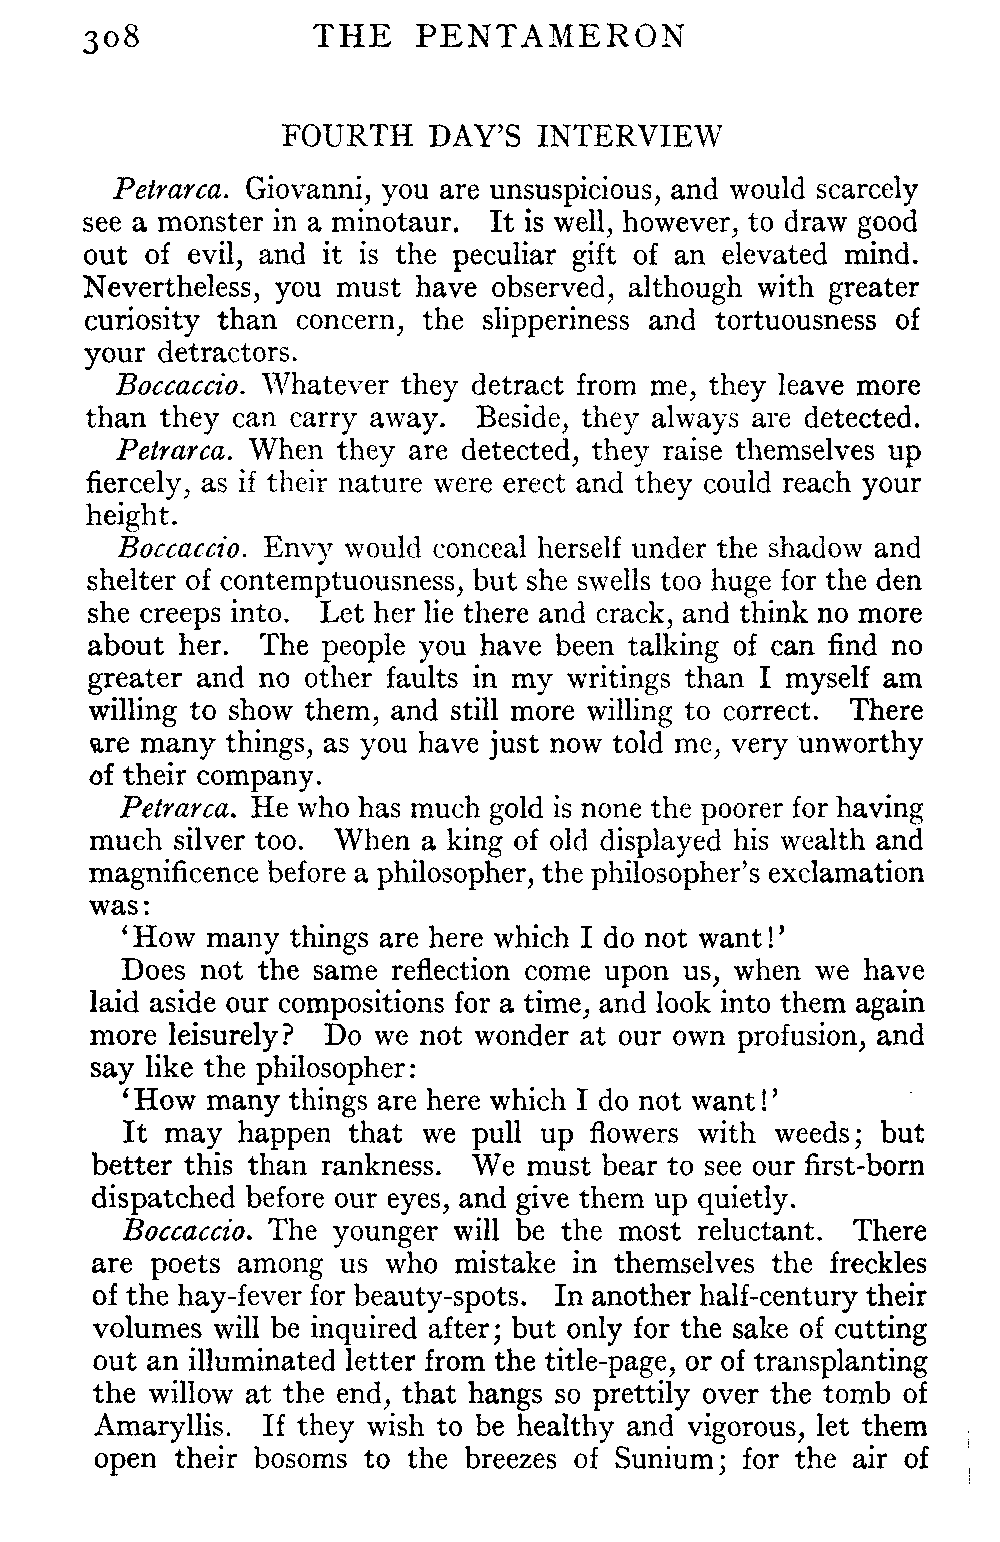 308 THE PENTAMERON
FOURTH DAY'S INTERVIEW
Petrarca. Giovanni, you are unsuspicious, and would scarcely
see a monster in a minotaur. It is well, however, to draw good
out of evil, and it is the peculiar gift of an elevated mind.
Nevertheless, you must have observed, although with greater
curiosity than concern, the slipperiness and tortuousness of
your detractors.
Boccaccio. Whatever they detract from me, they leave more
than they can carry away. Beside, they always are detected.
Petrarca. When they are detected, they raise themselves up
fiercely, as if their nature were erect and they could reach your
height.
Boccaccio. Envy would conceal herself under the shadow and
shelter of contemptuousness, but she swells too huge for the den
she creeps into. Let her lie there and crack, and think no more
about her. The people you have been talking of can find no
greater and no other faults in my writings than I myself am
willing to show them, and still more willing to correct. There
are many things, as you have just now told me, very unworthy
of their company.
Petrarca. He who has much gold is none the poorer for having
much silver too. When a king of old displayed his wealth and
magnificence before a philosopher, the philosopher's exclamation
was:
'How many things are here which I do not want!'
Does not the same reflection come upon us, when we have
laid aside our compositions for a time, and look into them again
more leisurely? Do we not wonder at our own profusion, and
say like the philosopher:
'How many things are here which I do not want!'
It may happen that we pull up flowers with weeds; but
better this than rankness. We must bear to see our first-born
dispatched before our eyes, and give them up quietly.
Boccaccio. The younger will be the most reluctant. There
are poets among us who mistake in themselves the freckles
of the hay-fever for beauty-spots. In another half-century their
volumes will be inquired after; but only for the sake of cutting
out an illuminated letter from the title-page, or of transplanting
the willow at the end, that hangs so prettily over the tomb of
Amaryllis. If they wish to be healthy and vigorous, let them
open their bosoms to the breezes of Sunium; for the air of